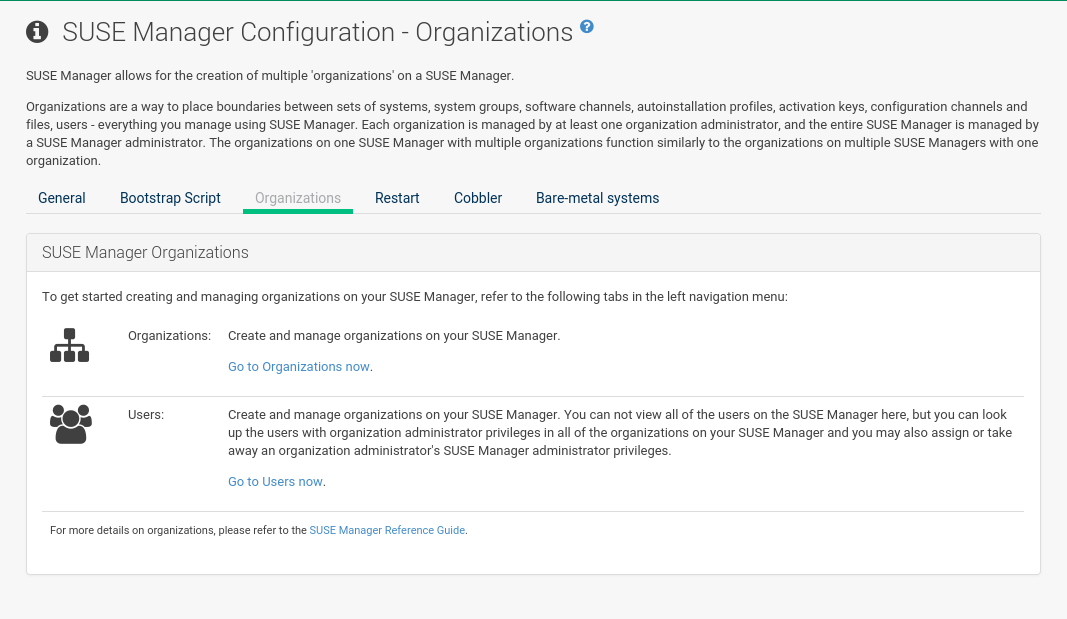 SUSE Manager Configuration - Organizations ?
SUSE Manager allows for the creation of multiple 'organizations' on a SUSE Manager.
Organizations are a way to place boundaries between sets of systems, system groups, software channels, autoinstallation profiles, activation keys, configuration channels and
files, users - everything you manage using SUSE Manager. Each organization is managed by at least one organization administrator, and the entire SUSE Manager is managed by
a SUSE Manager administrator. The organizations on one SUSE Manager with multiple organizations function similarly to the organizations on multiple SUSE Managers with one
organization.
General Bootstrap Script Organizations Restart Cobbler Bare-metal systems
SUSE Manager Organizations
To get started creating and managing organizations on your SUSE Manager, refer to the following tabs in the left navigation menu:
Organizations: Create and manage organizations on your SUSE Manager.
Go to Organizations now.
Users: Create and manage organizations on your SUSE Manager. You can not view all of the users on the SUSE Manager here, but you can look
up the users with organization administrator privileges in all of the organizations on your SUSE Manager and you may also assign or take
away an organization administrator's SUSE Manager administrator privileges.
Go to Users now.
For more details on organizations, please refer to the SUSE Manager Reference Guide.